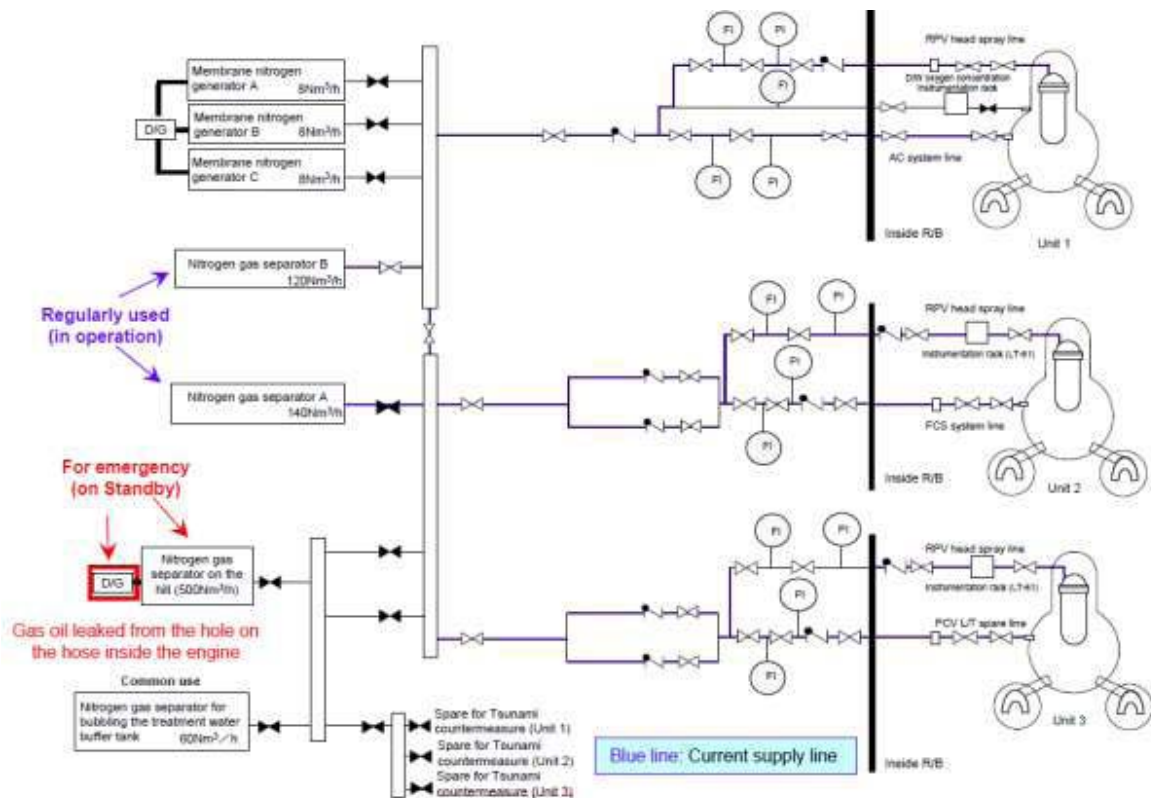 Membrane nitrogen
generator A
8Nm³/h
D/G
Membrane nitrogen
generator B
8Nm³/h
Membrane nitrogen
generator C
8Nm³/h
Nitrogen gas separator B
120Nm³/h
Regularly used
(in operation)
Nitrogen gas separator A
140Nm³/h
For emergency
(on Standby)
D/G
Nitrogen gas
separator on the
hill (500Nm³/h)
Gas oil leaked from the hole on
the hose inside the engine
Common use
Nitrogen gas separator for
bubbling the treatment water
buffer tank
60Nm³/h
Spare for Tsunami
countermeasure (Unit 1)
Spare for Tsunami
countermeasure (Unit 2)
Spare for Tsunami
countermeasure (Unit 3)
FI
PI
FI
FI
PI
RPV head spray line
D/W oxygen concentration
Instrumentation rack
AC system line
Inside R/B
Unit 1
FI
PI
PI
FI
RPV head spray line
Instrumentation rack (LT-61)
FCS system line
Inside R/B
Unit 2
FI
PI
PI
FI
RPV head spray line
Instrumentation rack (LT-61)
PCV L/T spare line
Inside R/B
Unit 3
Blue line: Current supply line